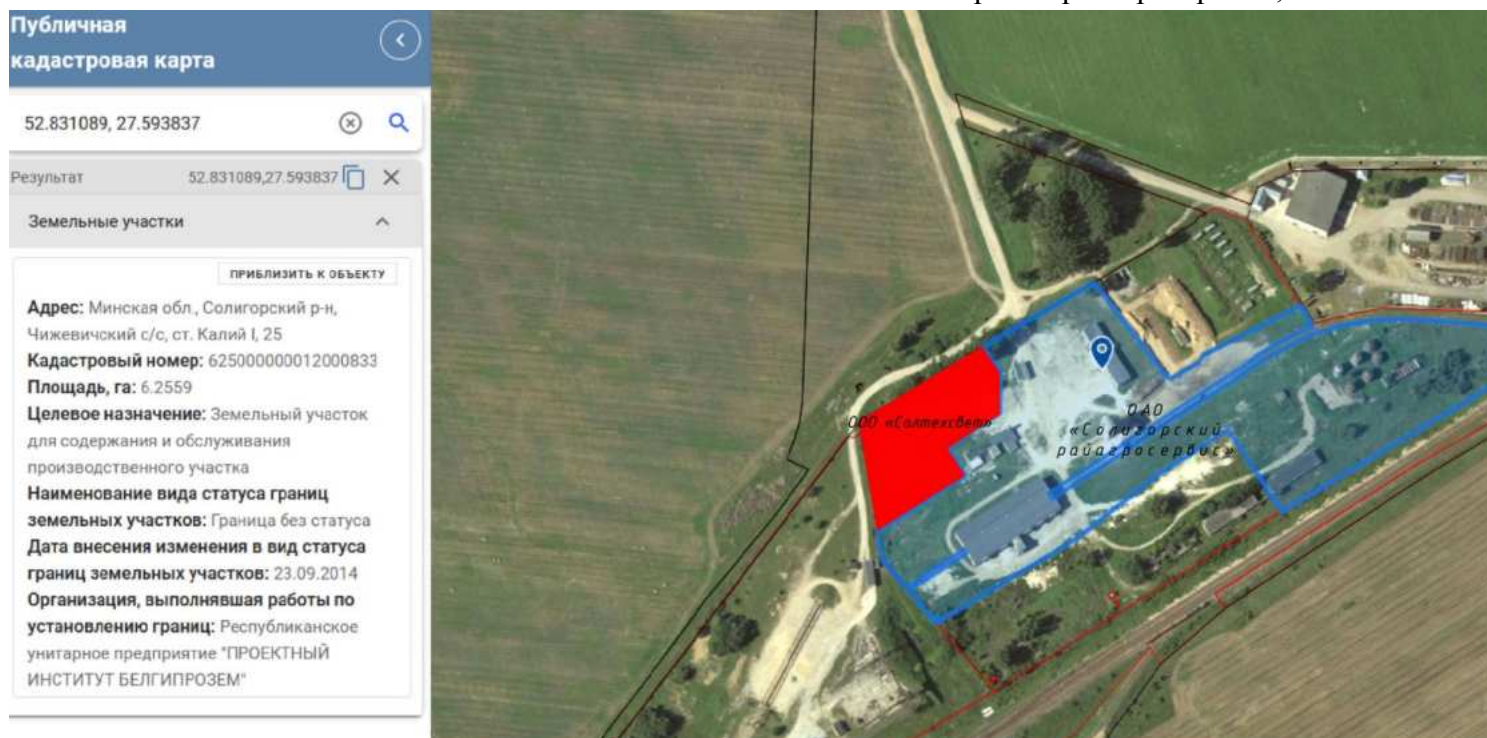 Публичная
кадастровая карта
52.831089, 27.593837
Результат 52.831089,27.593837
Земельные участки
ПРИБЛИЗИТЬ К ОБЪЕКТУ
Адрес: Минская обл., Солигорский р-н,
Чижевичский с/с, ст. Калий I, 25
Кадастровый номер: 625000000012000833
Площадь, га: 6.2559
Целевое назначение: Земельный участок
для содержания и обслуживания
производственного участка
Наименование вида статуса границ
земельных участков: Граница без статуса
Дата внесения изменения в вид статуса
границ земельных участков: 23.09.2014
Организация, выполнявшая работы по
установлению границ: Республиканское
унитарное предприятие "ПРОЕКТНЫЙ
ИНСТИТУТ БЕЛГИПРОЗЕМ"
ООО «Солтехсвет»
ОАО
«Солигорский
райагросервис»